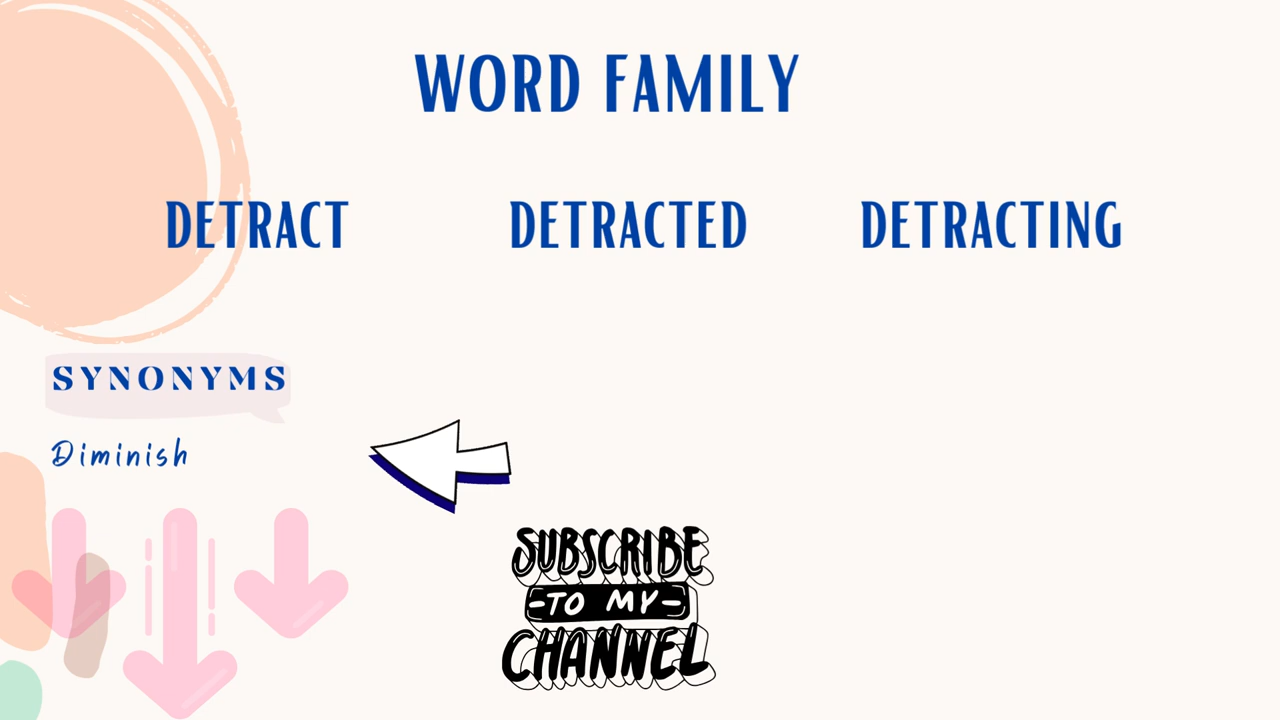 WORD FAMILY
DETRACT DETRACTED DETRACTING
SYNONYMS
Diminish
SUBSCRIBE
-TO MY-
CHANNEL